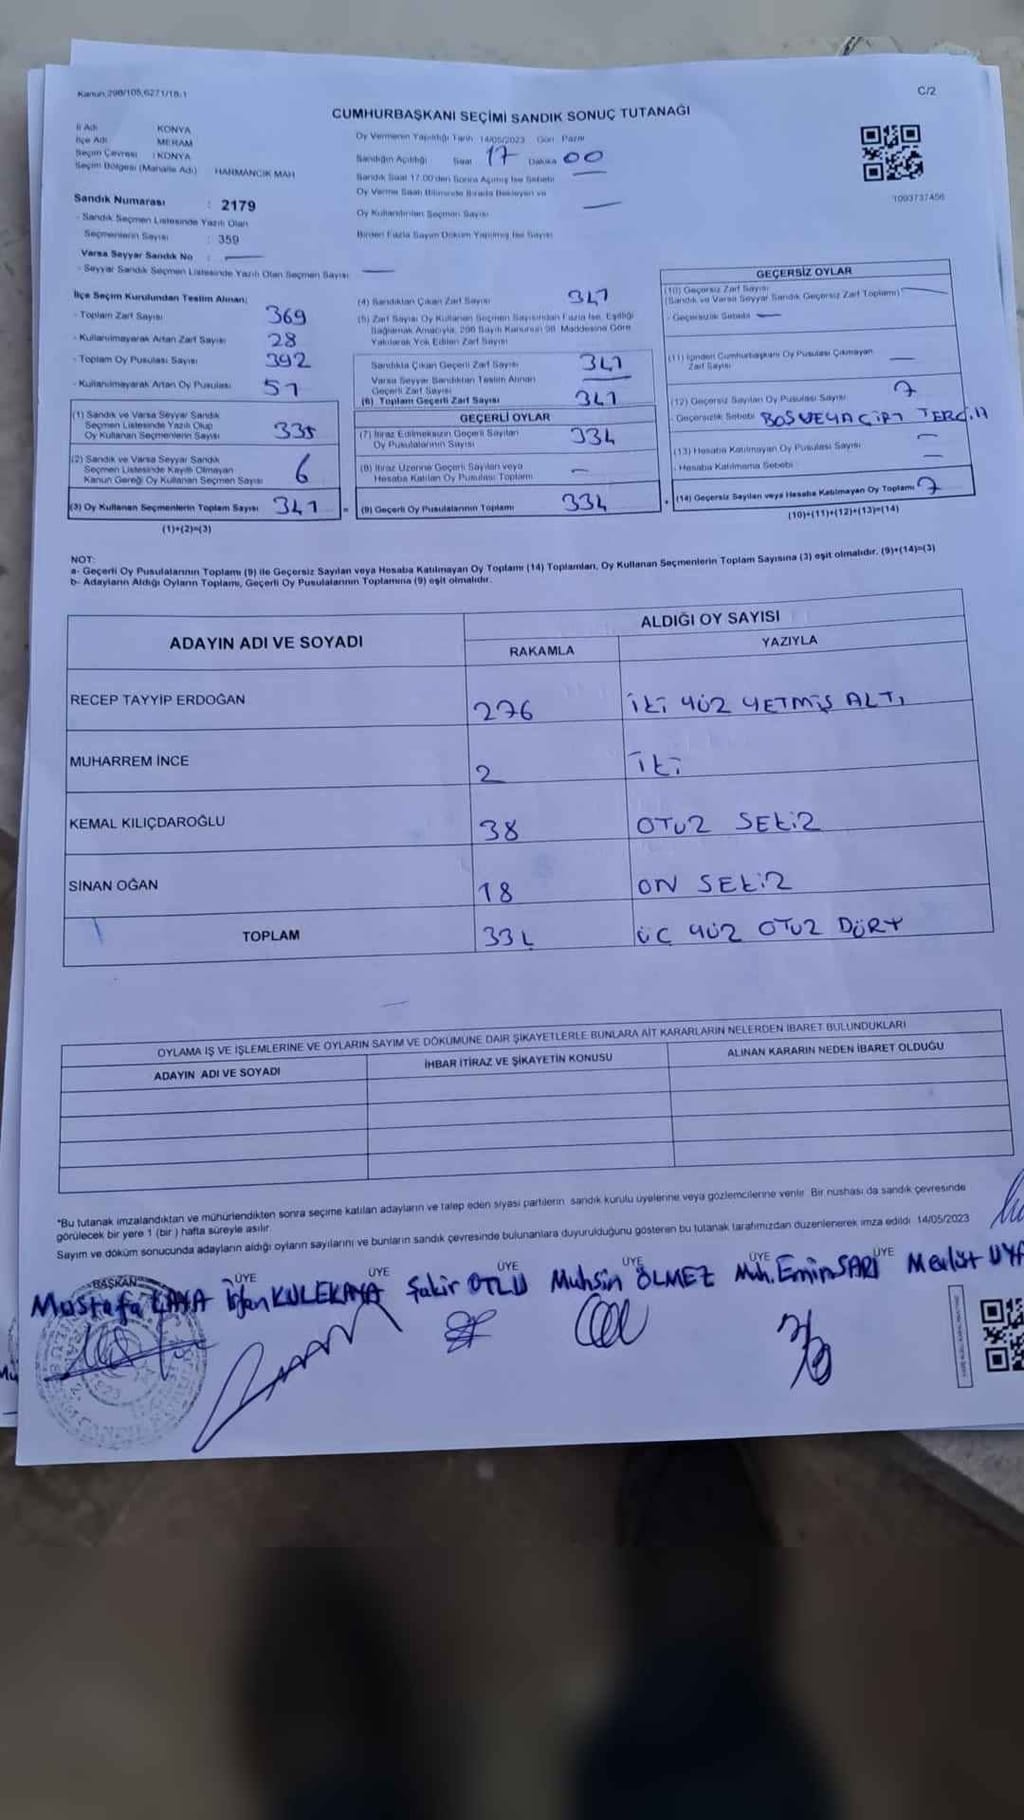 Kanun 298/105,6271/18-1
C/2
CUMHURBAŞKANI SEÇİMİ SANDIK SONUÇ TUTANAĞI
İl Adı KONYA
İlçe Adı MERAM
Seçim Çevresi : KONYA
Seçim Bölgesi (Mahalle Adı) HARMANCIK MAH
Sandık Numarası : 2179
- Sandık Seçmen Listesinde Yazılı Olan
Seçmenlerin Sayısı : 359
Varsa Seyyar Sandık No
- Seyyar Sandık Seçmen Listesinde Yazılı Olan Seçmen Sayısı
Oy Vermenin Yapıldığı Tarih 14/05/2023 Gün Pazar
Sandığın Açıldığı Saat 17 Dakika 00
Sandık Saat 17.00'den Sonra Açılmış İse Sebebi
Oy Verme Saati Bitiminde Sırada Bekleyen ve
Oy Kullandırılan Seçmen Sayısı
Birden Fazla Sayım Döküm Yapılmış İse Sayısı
1093737456
İlçe Seçim Kurulundan Teslim Alınan;
- Toplam Zarf Sayısı 369
- Kullanılmayarak Artan Zarf Sayısı 28
- Toplam Oy Pusulası Sayısı 392
- Kullanılmayarak Artan Oy Pusulası 51
(1) Sandık ve Varsa Seyyar Sandık
Seçmen Listesinde Yazılı Olup
Oy Kullanan Seçmenlerin Sayısı 335
(2) Sandık ve Varsa Seyyar Sandık
Seçmen Listesinde Kayıtlı Olmayan
Kanun Gereği Oy Kullanan Seçmen Sayısı 6
(3) Oy Kullanan Seçmenlerin Toplam Sayısı 341
(1)+(2)=(3)
(4) Sandıktan Çıkan Zarf Sayısı 341
(5) Zarf Sayısı Oy Kullanan Seçmen Sayısından Fazla İse, Eşitliği
Sağlamak Amacıyla, 298 Sayılı Kanunun 98. Maddesine Göre
Yakılarak Yok Edilen Zarf Sayısı
Sandıkta Çıkan Geçerli Zarf Sayısı 341
Varsa Seyyar Sandıktan Teslim Alınan
Geçerli Zarf Sayısı
(6) Toplam Geçerli Zarf Sayısı 341
GEÇERLİ OYLAR
(7) İtiraz Edilmeksizin Geçerli Sayılan
Oy Pusulalarının Sayısı 334
(8) İtiraz Üzerine Geçerli Sayılan veya
Hesaba Katılan Oy Pusulası Toplamı –
= (9) Geçerli Oy Pusulalarının Toplamı 334
GEÇERSİZ OYLAR
(10) Geçersiz Zarf Sayısı
(Sandık ve Varsa Seyyar Sandık Geçersiz Zarf Toplamı)
- Geçersizlik Sebebi
(11) İçinden Cumhurbaşkanı Oy Pusulası Çıkmayan
Zarf Sayısı
(12) Geçersiz Sayılan Oy Pusulası Sayısı 7
- Geçersizlik Sebebi BOŞ VEYA ÇİFT TERCİH
(13) Hesaba Katılmayan Oy Pusulası Sayısı –
- Hesaba Katılmama Sebebi –
+ (14) Geçersiz Sayılan veya Hesaba Katılmayan Oy Toplamı 7
(10)+(11)+(12)+(13)=(14)
NOT:
a- Geçerli Oy Pusulalarının Toplamı (9) ile Geçersiz Sayılan veya Hesaba Katılmayan Oy Toplamı (14) Toplamları, Oy Kullanan Seçmenlerin Toplam Sayısına (3) eşit olmalıdır. (9)+(14)=(3)
b- Adayların Aldığı Oyların Toplamı, Geçerli Oy Pusulalarının Toplamına (9) eşit olmalıdır.
ADAYIN ADI VE SOYADI
ALDIĞI OY SAYISI
RAKAMLA YAZIYLA
RECEP TAYYİP ERDOĞAN 276 İKİ YÜZ YETMİŞ ALTI
MUHARREM İNCE 2 İKİ
KEMAL KILIÇDAROĞLU 38 OTUZ SEKİZ
SİNAN OĞAN 18 ON SEKİZ
TOPLAM 334 ÜÇ YÜZ OTUZ DÖRT
OYLAMA İŞ VE İŞLEMLERİNE VE OYLARIN SAYIM VE DÖKÜMÜNE DAİR ŞİKAYETLERLE BUNLARA AİT KARARLARIN NELERDEN İBARET BULUNDUKLARI
ADAYIN ADI VE SOYADI İHBAR İTİRAZ VE ŞİKAYETİN KONUSU ALINAN KARARIN NEDEN İBARET OLDUĞU
*Bu tutanak imzalandıktan ve mühürlendikten sonra seçime katılan adayların ve talep eden siyasi partilerin sandık kurulu üyelerine veya gözlemcilerine verilir. Bir nushası da sandık çevresinde
görülecek bir yere 1 (bir ) hafta süreyle asılır.
Sayım ve döküm sonucunda adayların aldığı oyların sayılarını ve bunların sandık çevresinde bulunanlara duyurulduğunu gösteren bu tutanak tarafımızdan düzenlenerek imza edildi. 14/05/2023
BAŞKAN ÜYE ÜYE ÜYE ÜYE ÜYE ÜYE
Mustafa KAYA İrfan KULEKAYA Şakir OTLU Muhsin ÖLMEZ Muh. Emin SARI Mevlüt UYA